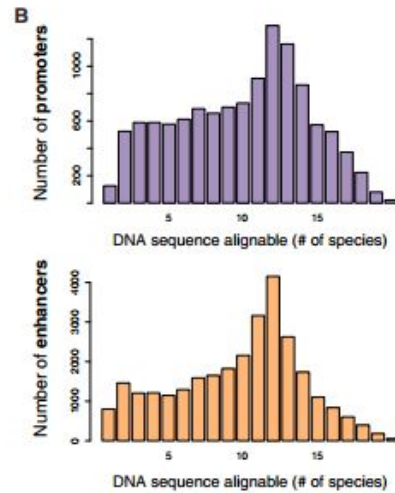 B
Number of promoters
1000
600
200
5 10 15
DNA sequence alignable (# of species)
Number of enhancers
4000
3000
2000
1000
0
5 10 15
DNA sequence alignable (# of species)